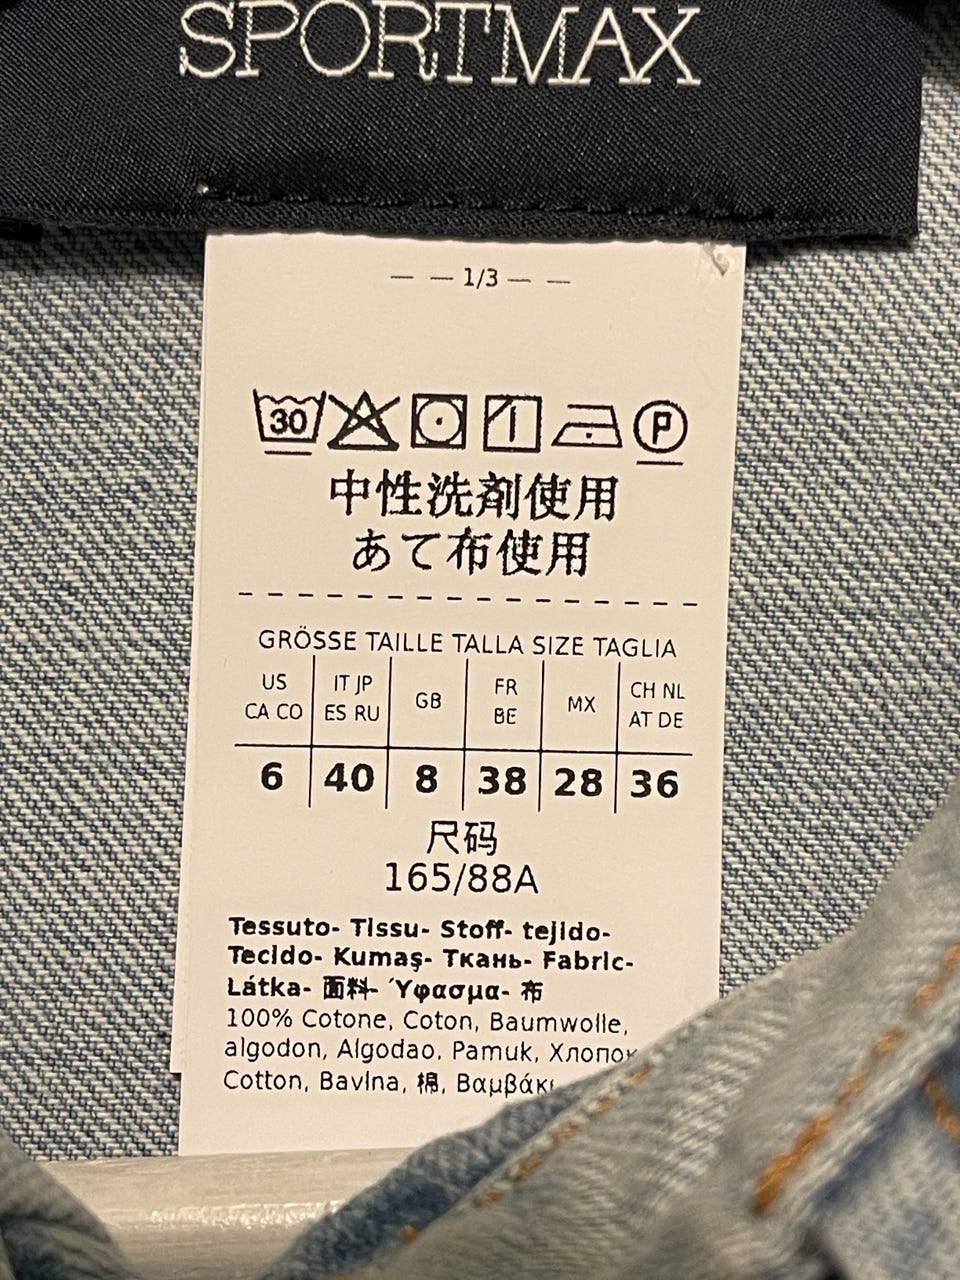 SPORTMAX
— — 1/3 — —
30 P
中性洗剤使用
あて布使用
GRÖSSE TAILLE TALLA SIZE TAGLIA
US CA CO | IT JP ES RU | GB | FR BE | MX | CH NL AT DE
6 | 40 | 8 | 38 | 28 | 36
尺码
165/88A
Tessuto- Tissu- Stoff- tejido-
Tecido- Kumaş- Ткань- Fabric-
Látka- 面料- Ύφασμα- 布
100% Cotone, Coton, Baumwolle,
algodon, Algodao, Pamuk, Хлопок
Cotton, Bavlna, 棉, Βαμβάκι